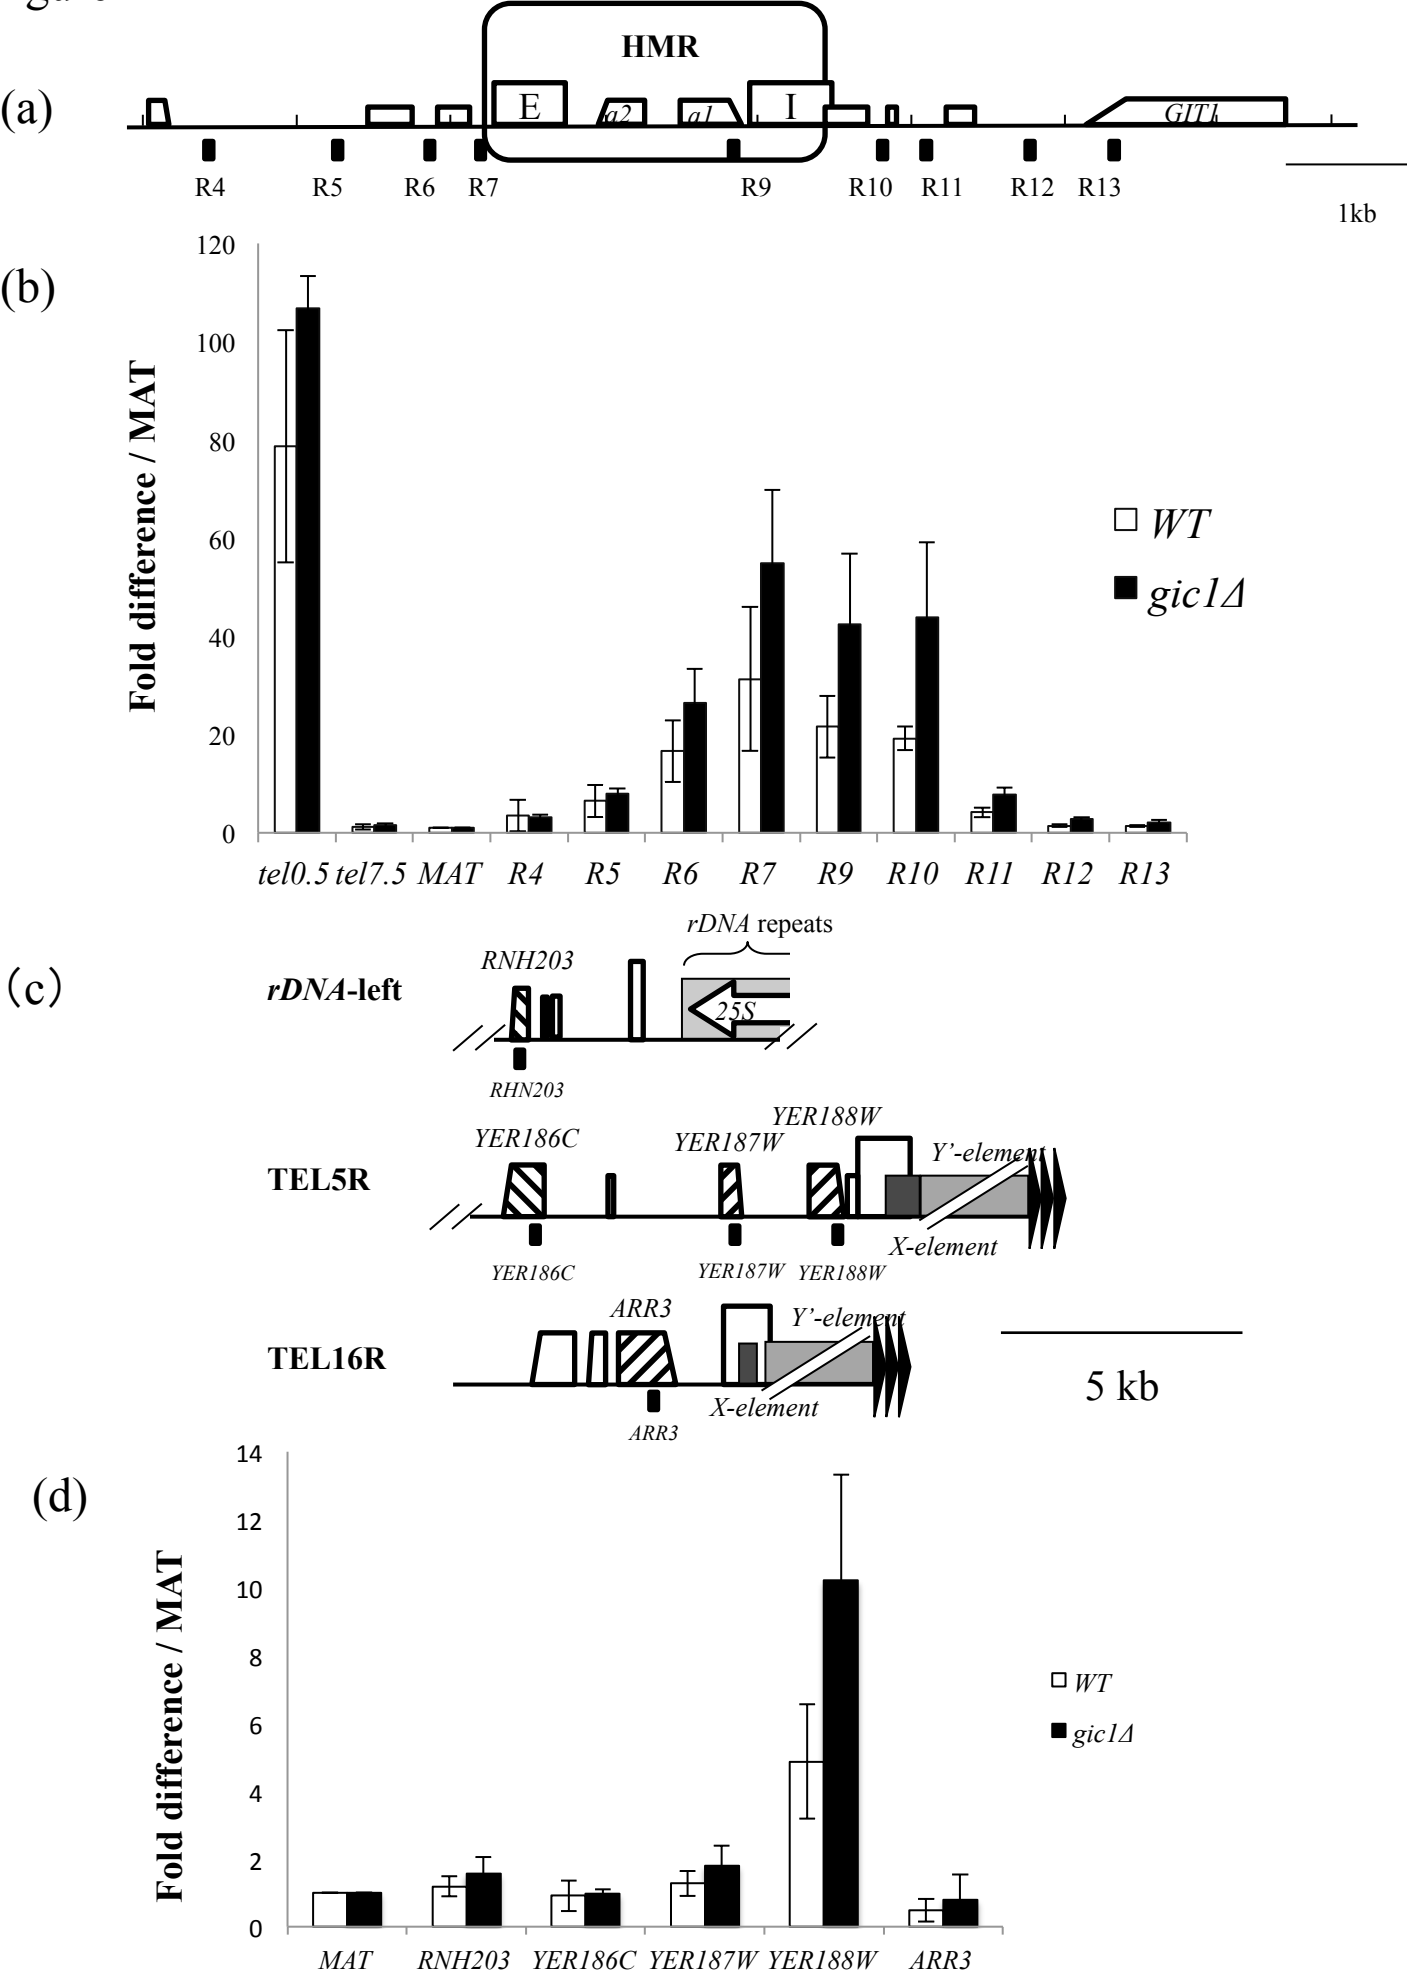 (a)
HMR
E
a2
a1
I
GIT1
R4 R5 R6 R7 R9 R10 R11 R12 R13
1kb
(b)
Fold difference / MAT
120
100
80
60
40
20
0
WT
gic1Δ
tel0.5 tel7.5 MAT R4 R5 R6 R7 R9 R10 R11 R12 R13
(c)
rDNA repeats
RNH203
rDNA-left
25S
RHN203
YER188W
YER186C YER187W Y'-element
TEL5R
X-element
YER186C YER187W YER188W
ARR3 Y'-element
TEL16R
5 kb
X-element
ARR3
(d)
Fold difference / MAT
14
12
10
8
6
4
2
0
WT
gic1Δ
MAT RNH203 YER186C YER187W YER188W ARR3